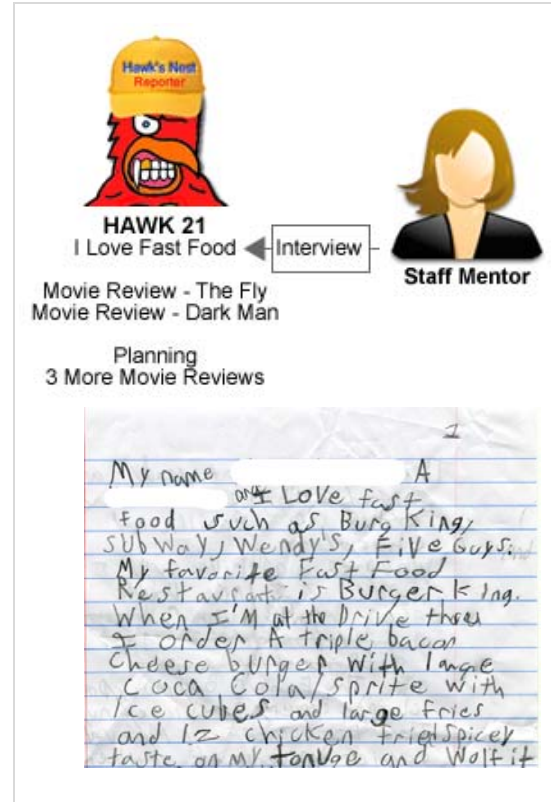 Hawk's Nest
Reporter
HAWK 21
I Love Fast Food
Interview
Staff Mentor
Movie Review - The Fly
Movie Review - Dark Man
Planning
3 More Movie Reviews
1
My name A
and I Love fast
food such as Burg King,
SUBWay, Wendy's, FiVe Guys.
My favorite Fast Food
Restaurant is Burger King.
When I'M at the Drive threu
I order A triple bacon
Cheese burger with large
Coca Cola/sprite with
Ice cubes and large fries
and 12 chicken fries spicey
taste on my tonuge and Wolf it